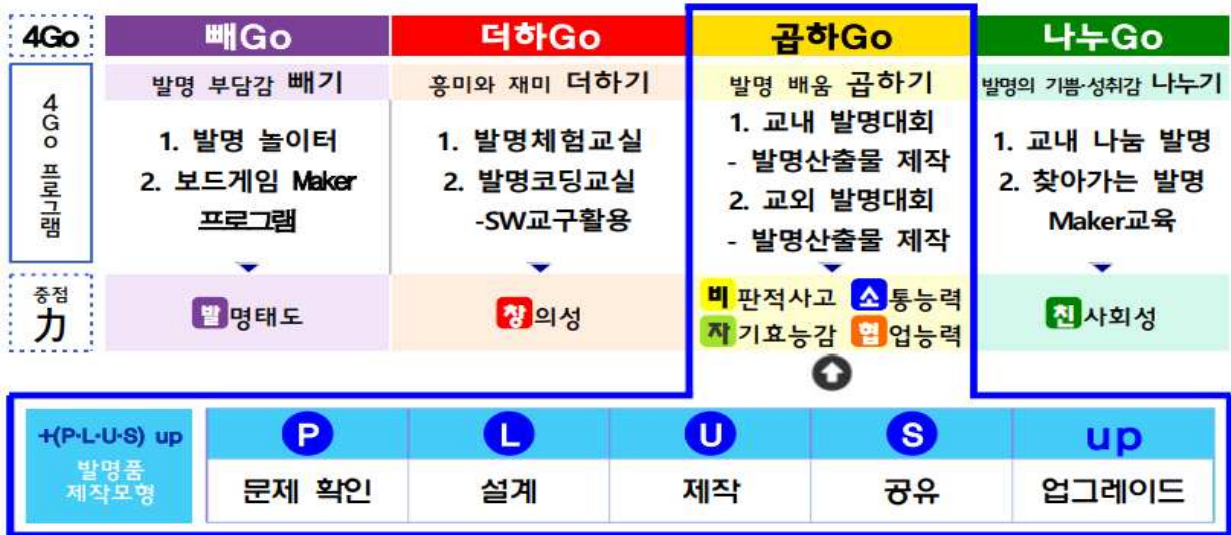 4Go
빼Go
더하Go
곱하Go
나누Go
4Go 프로그램
발명 부담감 빼기
1. 발명 놀이터
2. 보드게임 Maker
프로그램
흥미와 재미 더하기
1. 발명체험교실
2. 발명코딩교실
-SW교구활용
발명 배움 곱하기
1. 교내 발명대회
- 발명산출물 제작
2. 교외 발명대회
- 발명산출물 제작
발명의 기쁨·성취감 나누기
1. 교내 나눔 발명
2. 찾아가는 발명
Maker교육
중점
力
발명태도
창의성
비판적사고 소통능력
자기효능감 협업능력
친사회성
+(P·L·U·S) up
발명품
제작모형
P
L
U
S
up
문제 확인
설계
제작
공유
업그레이드